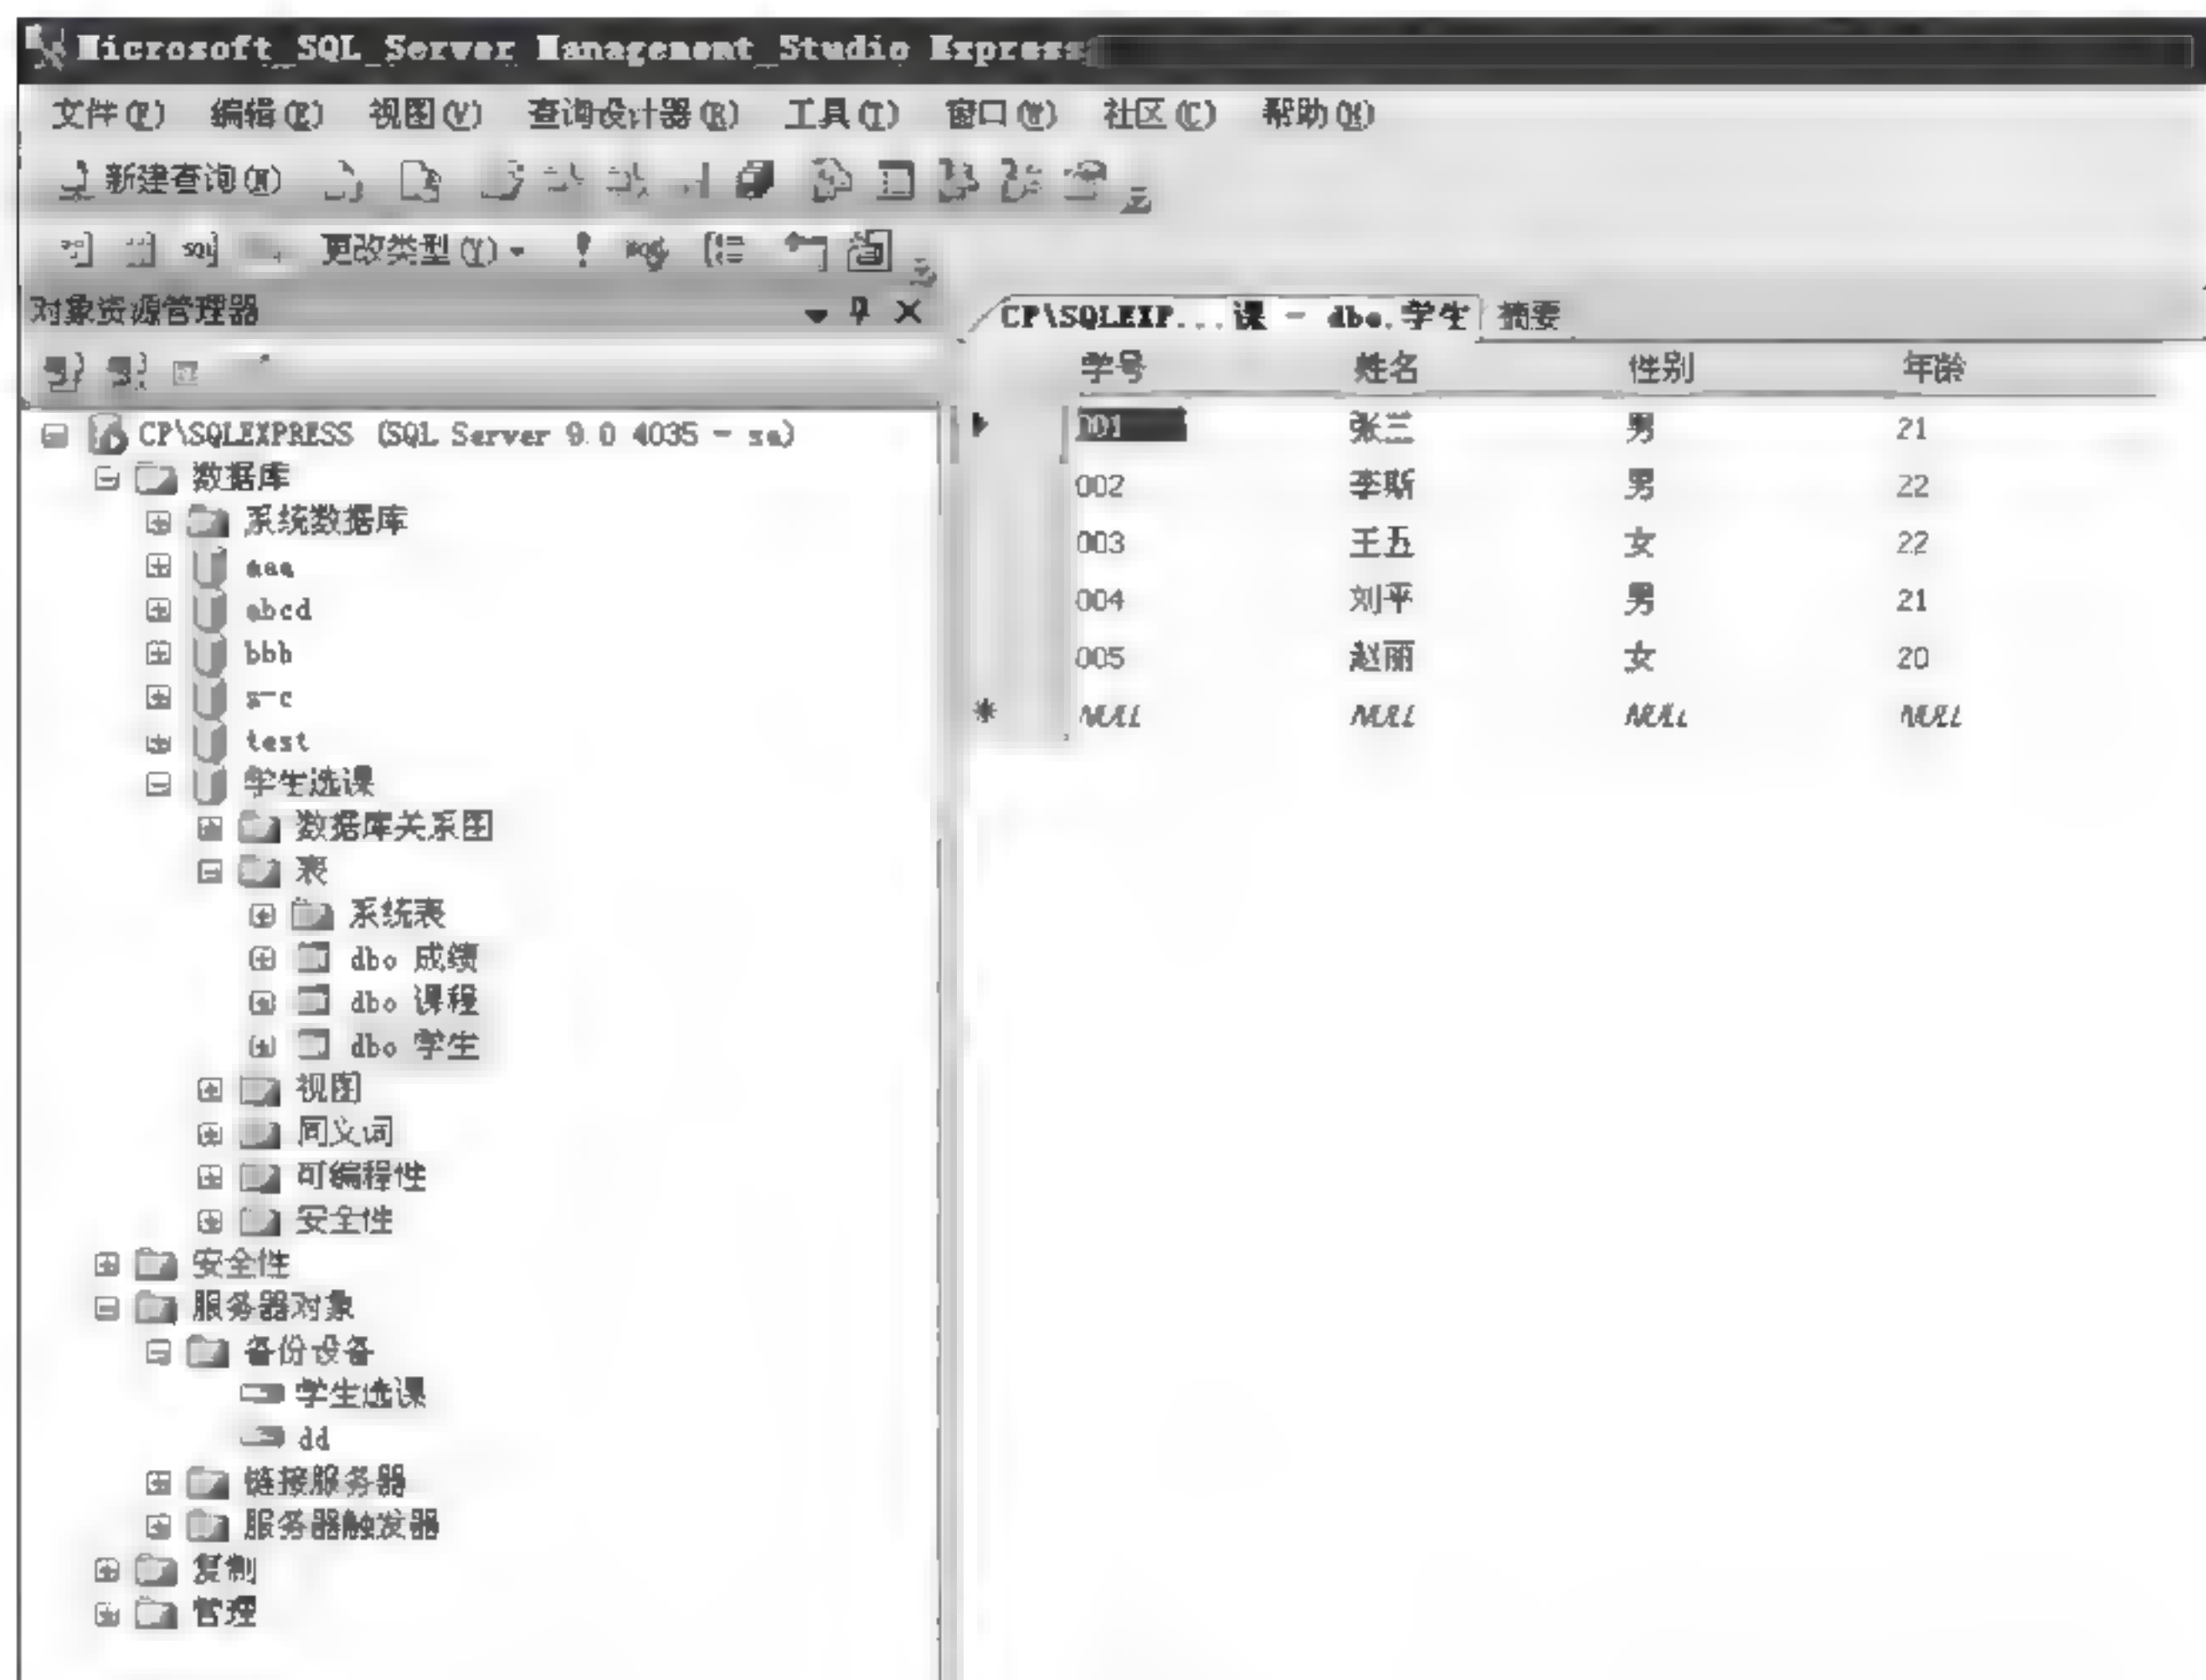 Microsoft SQL Server Management Studio Express
文件(F) 编辑(E) 视图(V) 查询设计器(R) 工具(T) 窗口(W) 社区(C) 帮助(H)
新建查询(N)
更改类型(Y)
对象资源管理器
CP\SQLEXPRESS (SQL Server 9.0 4035 - sa)
数据库
系统数据库
aaa
abcd
bbh
s-c
test
学生选课
数据库关系图
表
系统表
dbo 成绩
dbo 课程
dbo 学生
视图
同义词
可编程性
安全性
安全性
服务器对象
备份设备
学生选课
dd
链接服务器
服务器触发器
复制
管理
CP\SQLEXP...课 - dbo.学生 摘要
学号 姓名 性别 年龄
001 张三 男 21
002 李斯 男 22
003 王五 女 22
004 刘平 男 21
005 赵丽 女 20
NULL NULL NULL NULL